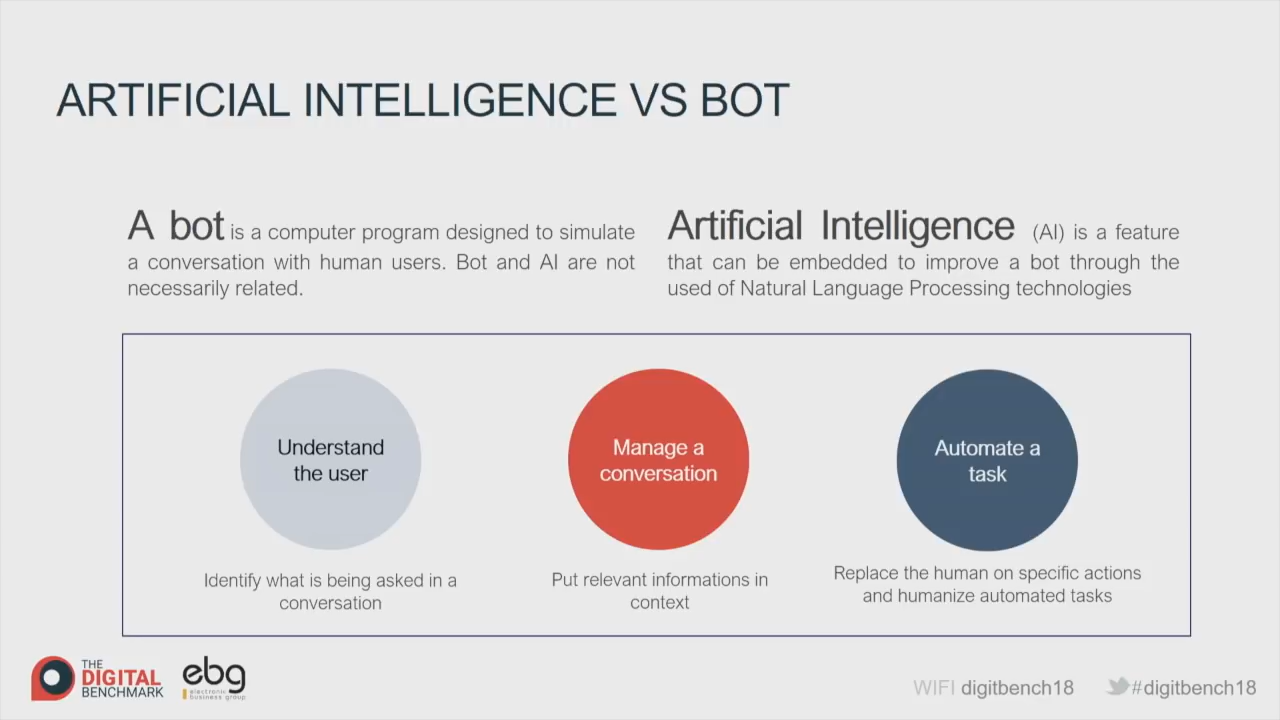 ARTIFICIAL INTELLIGENCE VS BOT
A bot is a computer program designed to simulate
a conversation with human users. Bot and AI are not
necessarily related.
Artificial Intelligence (AI) is a feature
that can be embedded to improve a bot through the
used of Natural Language Processing technologies
Understand
the user
Identify what is being asked in a
conversation
Manage a
conversation
Put relevant informations in
context
Automate a
task
Replace the human on specific actions
and humanize automated tasks
THE
DIGITAL
BENCHMARK
ebg
electronic
business group
WIFI digitbench18
#digitbench18